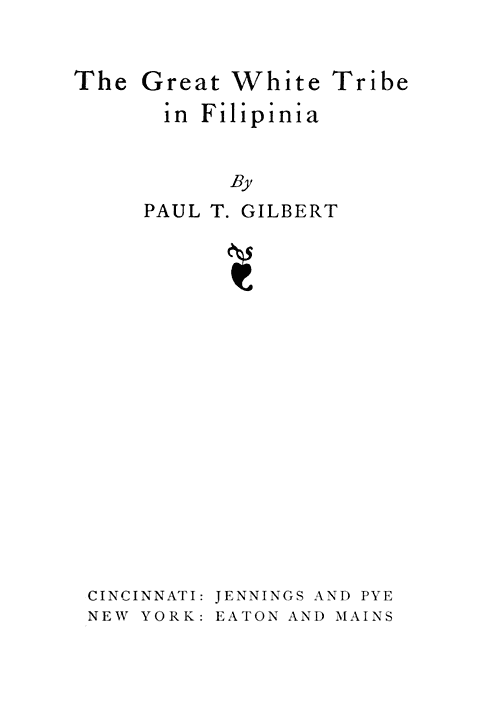 The Great White Tribe
in Filipinia
By
PAUL T. GILBERT
CINCINNATI: JENNINGS AND PYE
NEW YORK: EATON AND MAINS